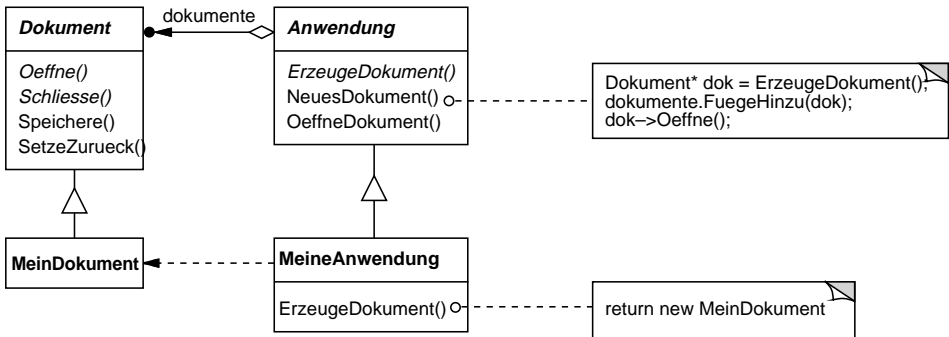 dokumente
Dokument
Oeffne()
Schliesse()
Speichere()
SetzeZurueck()
Anwendung
ErzeugeDokument()
NeuesDokument()
OeffneDokument()
Dokument* dok = ErzeugeDokument();
dokumente.FuegeHinzu(dok);
dok–>Oeffne();
MeinDokument
MeineAnwendung
ErzeugeDokument()
return new MeinDokument